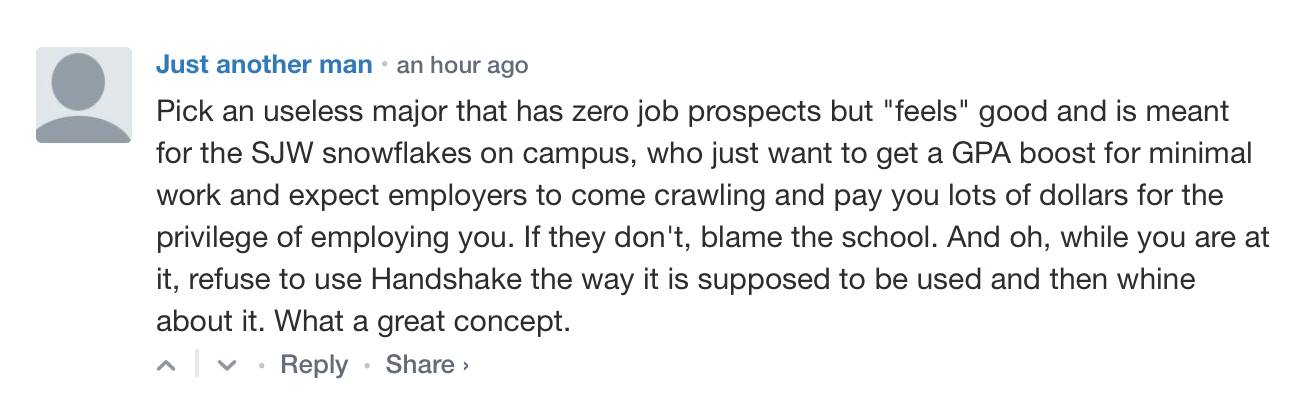 Just another man • an hour ago
Pick an useless major that has zero job prospects but "feels" good and is meant
for the SJW snowflakes on campus, who just want to get a GPA boost for minimal
work and expect employers to come crawling and pay you lots of dollars for the
privilege of employing you. If they don't, blame the school. And oh, while you are at
it, refuse to use Handshake the way it is supposed to be used and then whine
about it. What a great concept.
• Reply • Share ›